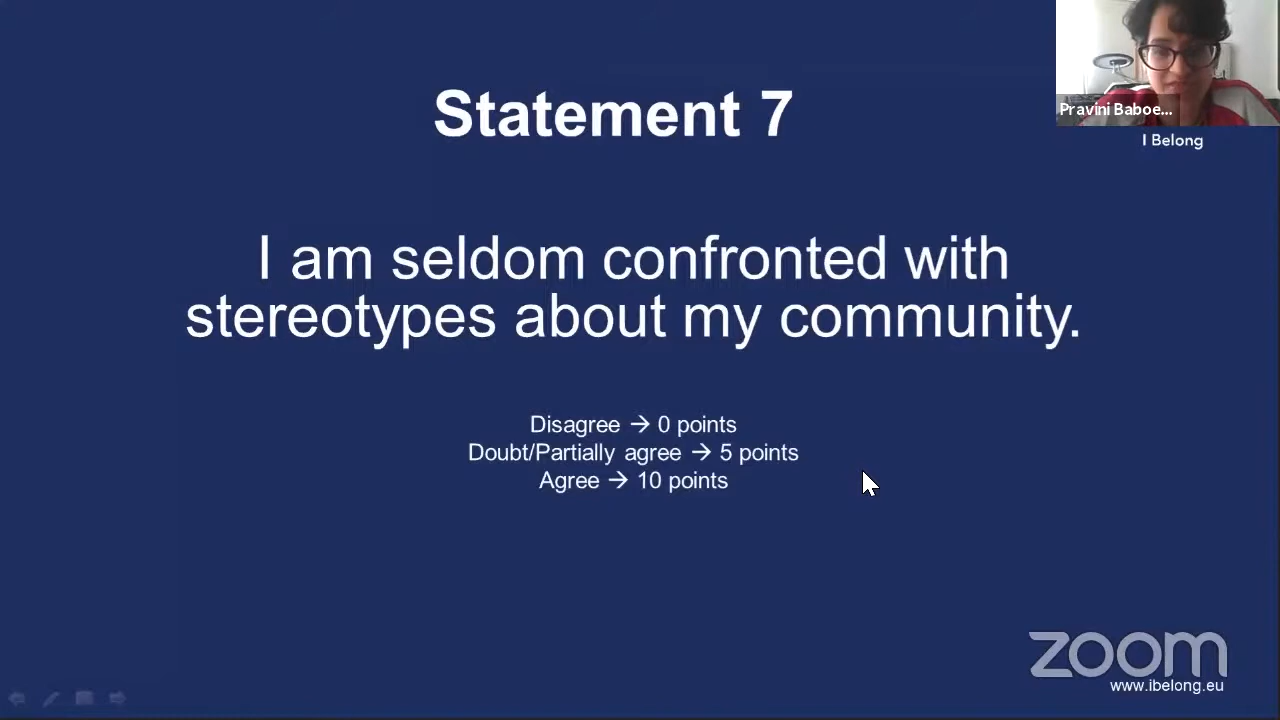 Statement 7
Pravini Baboe...
I Belong
I am seldom confronted with
stereotypes about my community.
Disagree → 0 points
Doubt/Partially agree → 5 points
Agree → 10 points
zoom
www.ibelong.eu